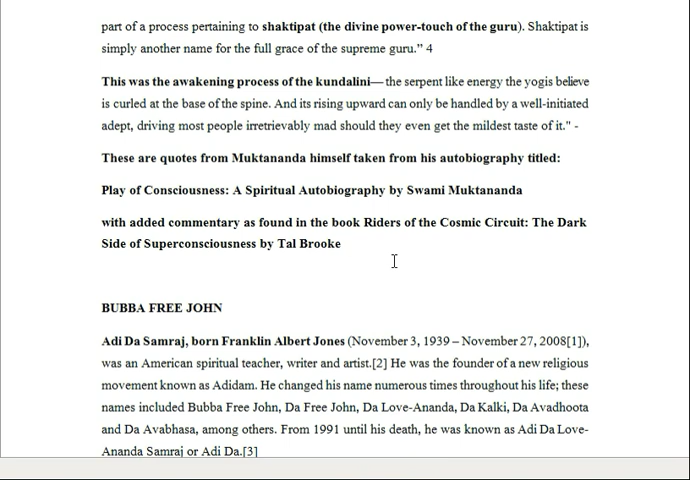 part of a process pertaining to shaktipat (the divine power-touch of the guru). Shaktipat is
simply another name for the full grace of the supreme guru.” 4
This was the awakening process of the kundalini—the serpent like energy the yogis believe
is curled at the base of the spine. And its rising upward can only be handled by a well-initiated
adept, driving most people irretrievably mad should they even get the mildest taste of it." -
These are quotes from Muktananda himself taken from his autobiography titled:
Play of Consciousness: A Spiritual Autobiography by Swami Muktananda
with added commentary as found in the book Riders of the Cosmic Circuit: The Dark
Side of Superconsciousness by Tal Brooke
BUBBA FREE JOHN
Adi Da Samraj, born Franklin Albert Jones (November 3, 1939 – November 27, 2008[1]),
was an American spiritual teacher, writer and artist.[2] He was the founder of a new religious
movement known as Adidam. He changed his name numerous times throughout his life; these
names included Bubba Free John, Da Free John, Da Love-Ananda, Da Kalki, Da Avadhoota
and Da Avabhasa, among others. From 1991 until his death, he was known as Adi Da Love-
Ananda Samraj or Adi Da.[3]